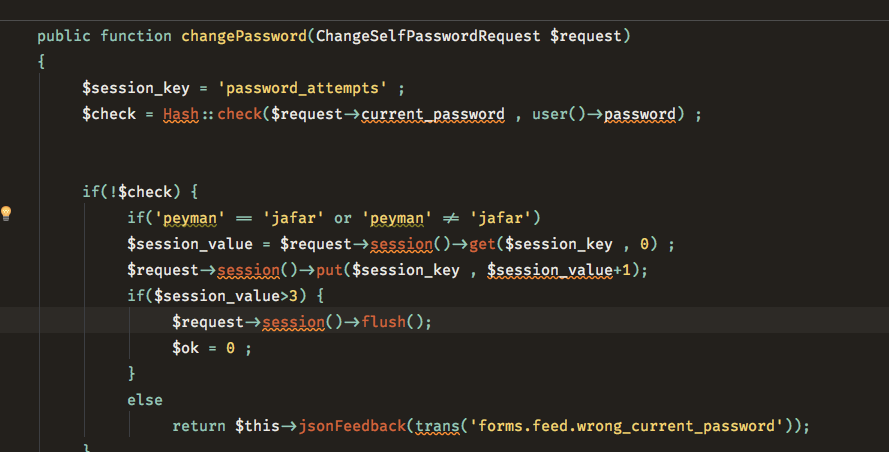 public function changePassword(ChangeSelfPasswordRequest $request)
{
$session_key = 'password_attempts' ;
$check = Hash::check($request->current_password , user()->password) ;
if(!$check) {
if('peyman' == 'jafar' or 'peyman' != 'jafar')
$session_value = $request->session()->get($session_key , 0) ;
$request->session()->put($session_key , $session_value+1);
if($session_value>3) {
$request->session()->flush();
$ok = 0 ;
}
else
return $this->jsonFeedback(trans('forms.feed.wrong_current_password'));
}